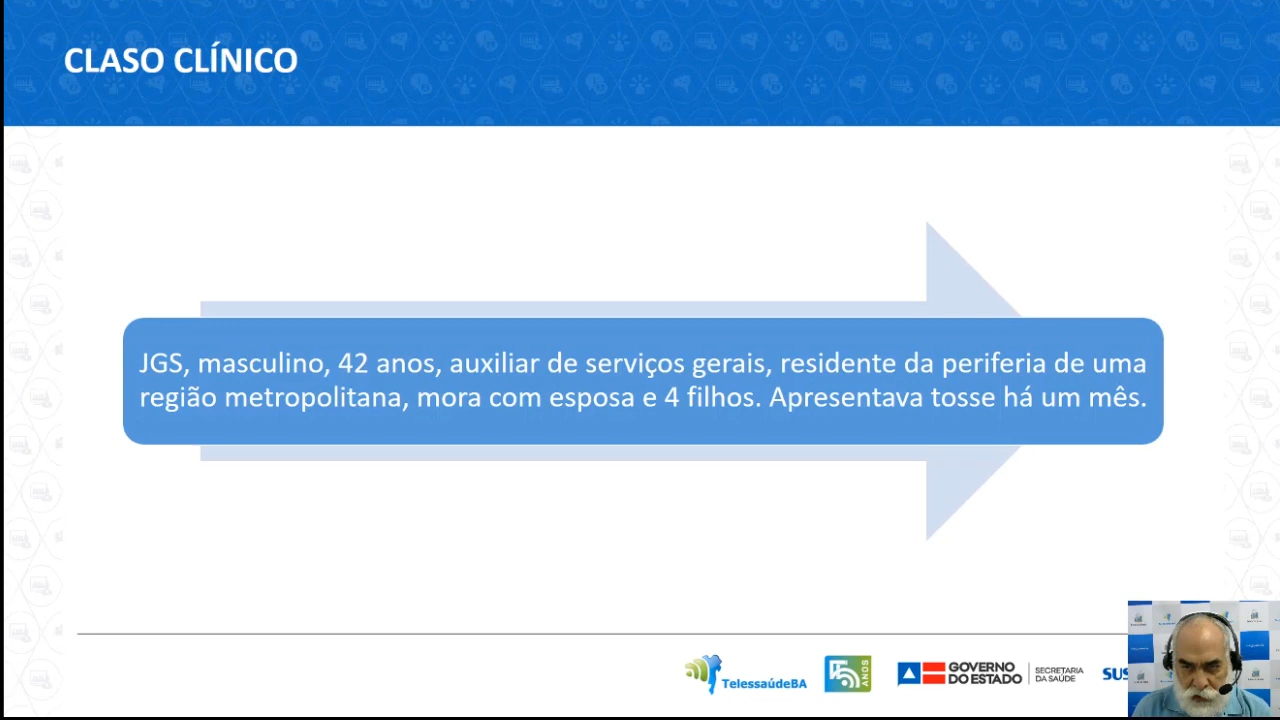 CLASO CLÍNICO
JGS, masculino, 42 anos, auxiliar de serviços gerais, residente da periferia de uma
região metropolitana, mora com esposa e 4 filhos. Apresentava tosse há um mês.
TelessaúdeBA
15 ANOS
GOVERNO
DO ESTADO
SECRETARIA
DA SAÚDE
SUS